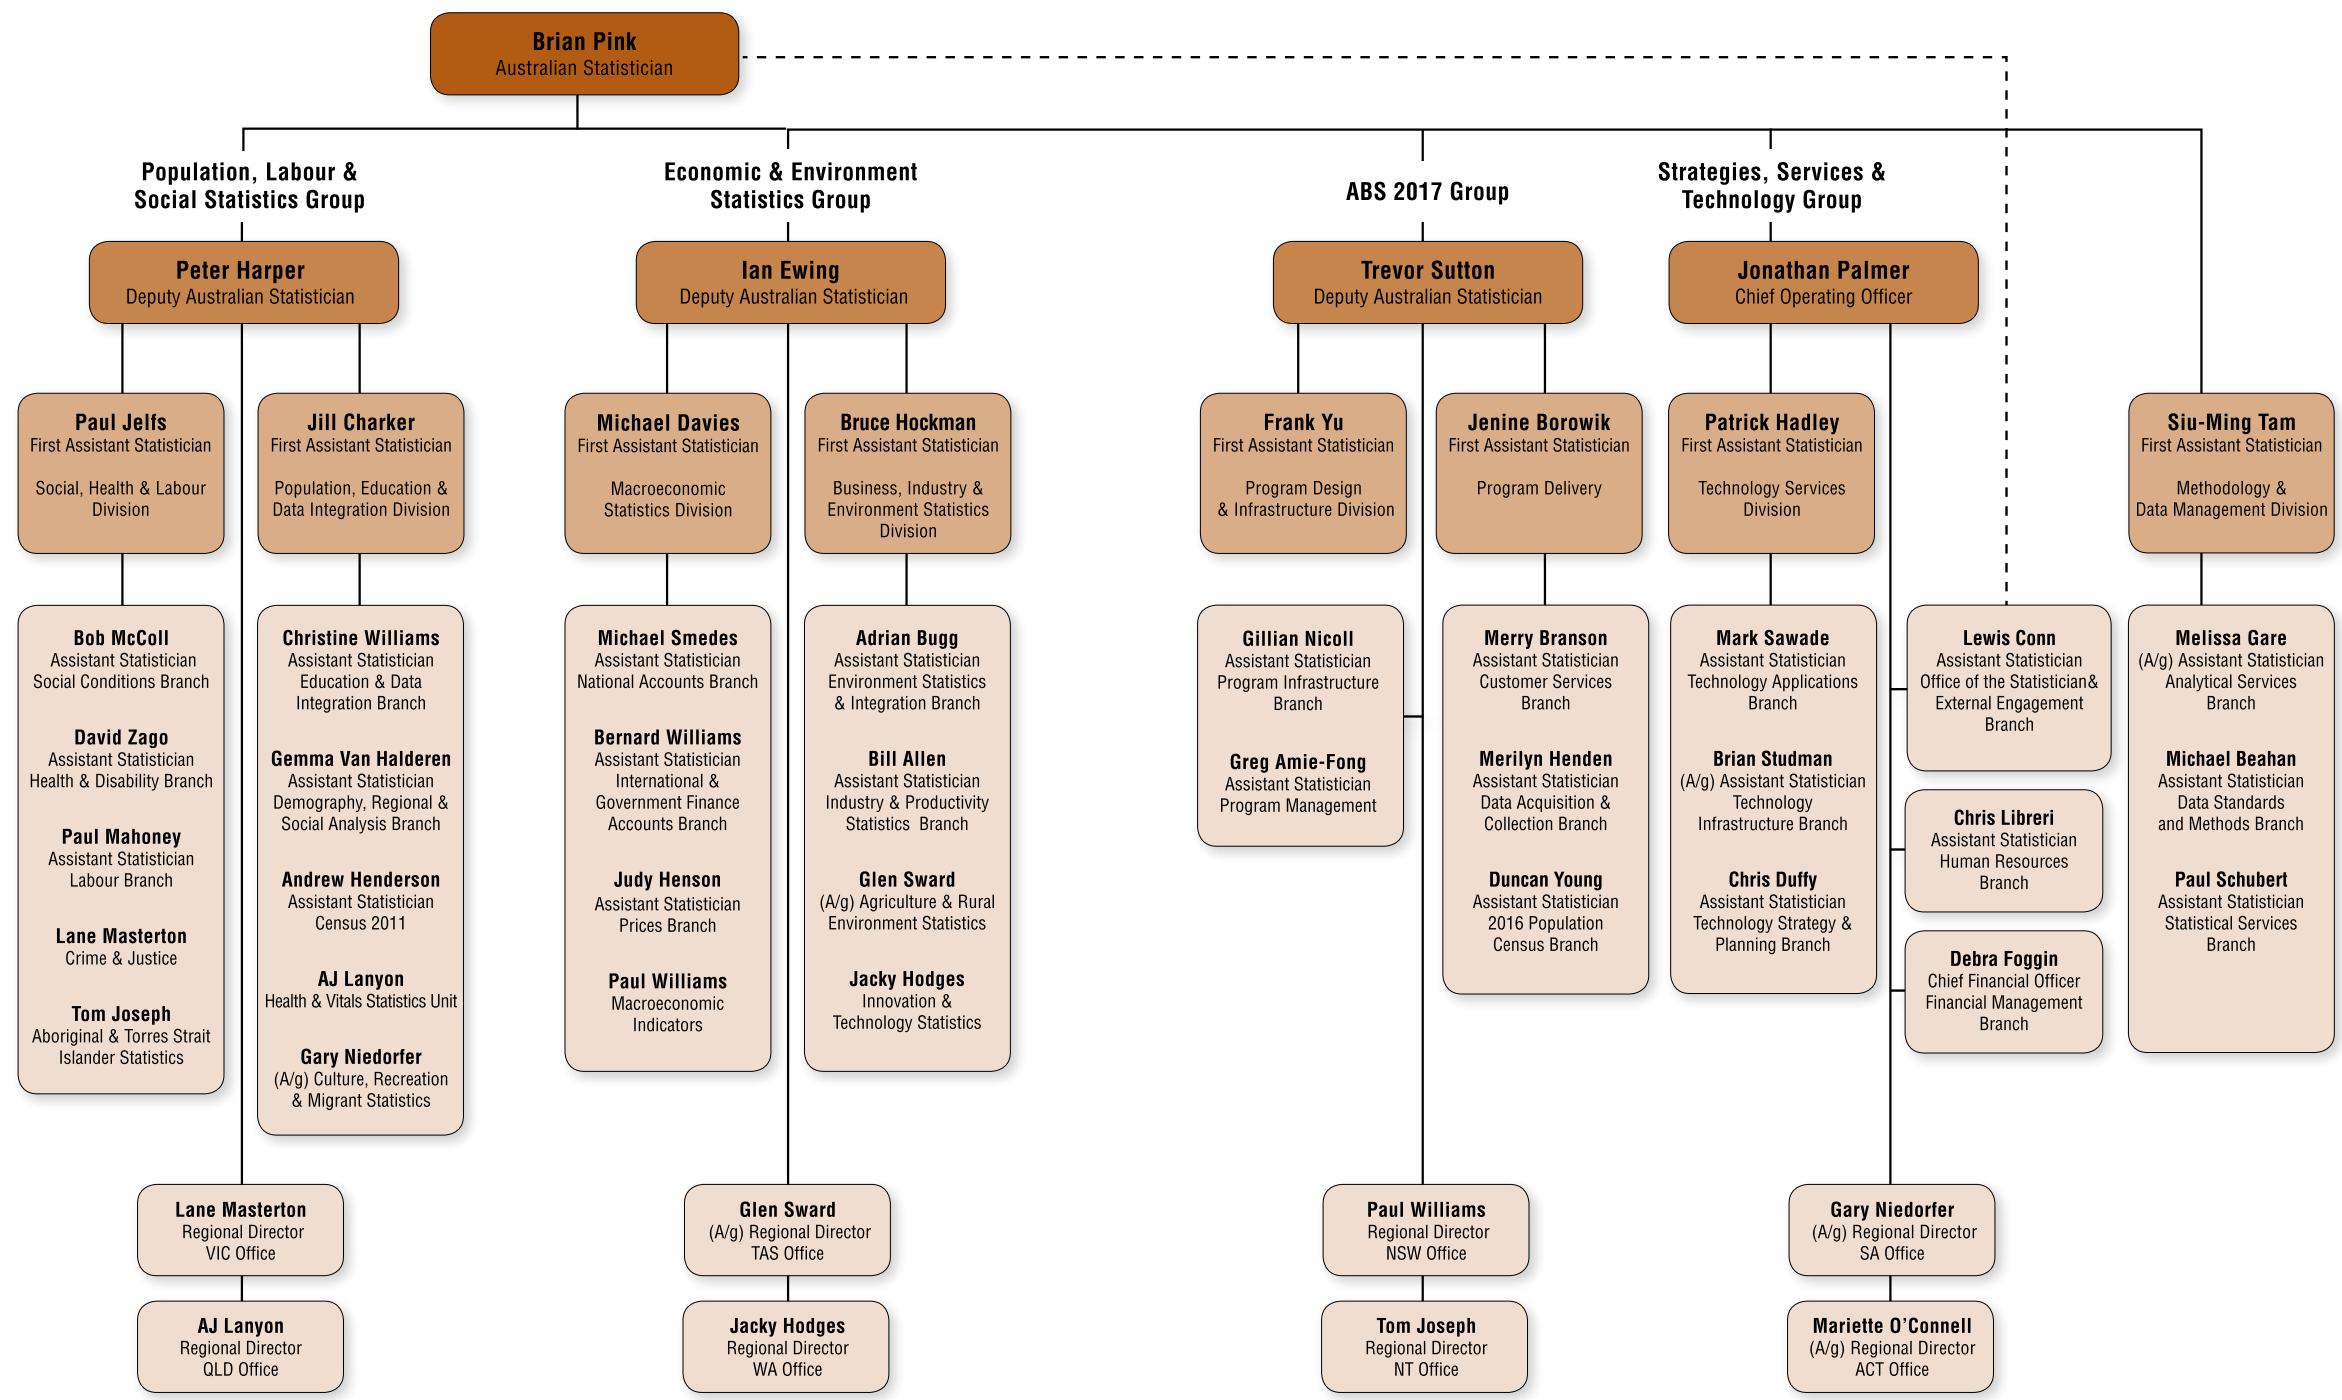 Brian Pink
Australian Statistician
Population, Labour &
Social Statistics Group
Economic & Environment
Statistics Group
ABS 2017 Group
Strategies, Services &
Technology Group
Peter Harper
Deputy Australian Statistician
Ian Ewing
Deputy Australian Statistician
Trevor Sutton
Deputy Australian Statistician
Jonathan Palmer
Chief Operating Officer
Paul Jelfs
First Assistant Statistician
Social, Health & Labour
Division
Jill Charker
First Assistant Statistician
Population, Education &
Data Integration Division
Michael Davies
First Assistant Statistician
Macroeconomic
Statistics Division
Bruce Hockman
First Assistant Statistician
Business, Industry &
Environment Statistics
Division
Frank Yu
First Assistant Statistician
Program Design
& Infrastructure Division
Jenine Borowik
First Assistant Statistician
Program Delivery
Patrick Hadley
First Assistant Statistician
Technology Services
Division
Siu-Ming Tam
First Assistant Statistician
Methodology &
Data Management Division
Bob McColl
Assistant Statistician
Social Conditions Branch
David Zago
Assistant Statistician
Health & Disability Branch
Paul Mahoney
Assistant Statistician
Labour Branch
Lane Masterton
Crime & Justice
Tom Joseph
Aboriginal & Torres Strait
Islander Statistics
Christine Williams
Assistant Statistician
Education & Data
Integration Branch
Gemma Van Halderen
Assistant Statistician
Demography, Regional &
Social Analysis Branch
Andrew Henderson
Assistant Statistician
Census 2011
AJ Lanyon
Health & Vitals Statistics Unit
Gary Niedorfer
(A/g) Culture, Recreation
& Migrant Statistics
Michael Smedes
Assistant Statistician
National Accounts Branch
Bernard Williams
Assistant Statistician
International &
Government Finance
Accounts Branch
Judy Henson
Assistant Statistician
Prices Branch
Paul Williams
Macroeconomic
Indicators
Adrian Bugg
Assistant Statistician
Environment Statistics
& Integration Branch
Bill Allen
Assistant Statistician
Industry & Productivity
Statistics Branch
Glen Sward
(A/g) Agriculture & Rural
Environment Statistics
Jacky Hodges
Innovation &
Technology Statistics
Gillian Nicoll
Assistant Statistician
Program Infrastructure
Branch
Greg Amie-Fong
Assistant Statistician
Program Management
Merry Branson
Assistant Statistician
Customer Services
Branch
Merilyn Henden
Assistant Statistician
Data Acquisition &
Collection Branch
Duncan Young
Assistant Statistician
2016 Population
Census Branch
Mark Sawade
Assistant Statistician
Technology Applications
Branch
Brian Studman
(A/g) Assistant Statistician
Technology
Infrastructure Branch
Chris Duffy
Assistant Statistician
Technology Strategy &
Planning Branch
Lewis Conn
Assistant Statistician
Office of the Statistician&
External Engagement
Branch
Chris Libreri
Assistant Statistician
Human Resources
Branch
Debra Foggin
Chief Financial Officer
Financial Management
Branch
Melissa Gare
(A/g) Assistant Statistician
Analytical Services
Branch
Michael Beahan
Assistant Statistician
Data Standards
and Methods Branch
Paul Schubert
Assistant Statistician
Statistical Services
Branch
Lane Masterton
Regional Director
VIC Office
Glen Sward
(A/g) Regional Director
TAS Office
Paul Williams
Regional Director
NSW Office
Gary Niedorfer
(A/g) Regional Director
SA Office
AJ Lanyon
Regional Director
QLD Office
Jacky Hodges
Regional Director
WA Office
Tom Joseph
Regional Director
NT Office
Mariette O’Connell
(A/g) Regional Director
ACT Office